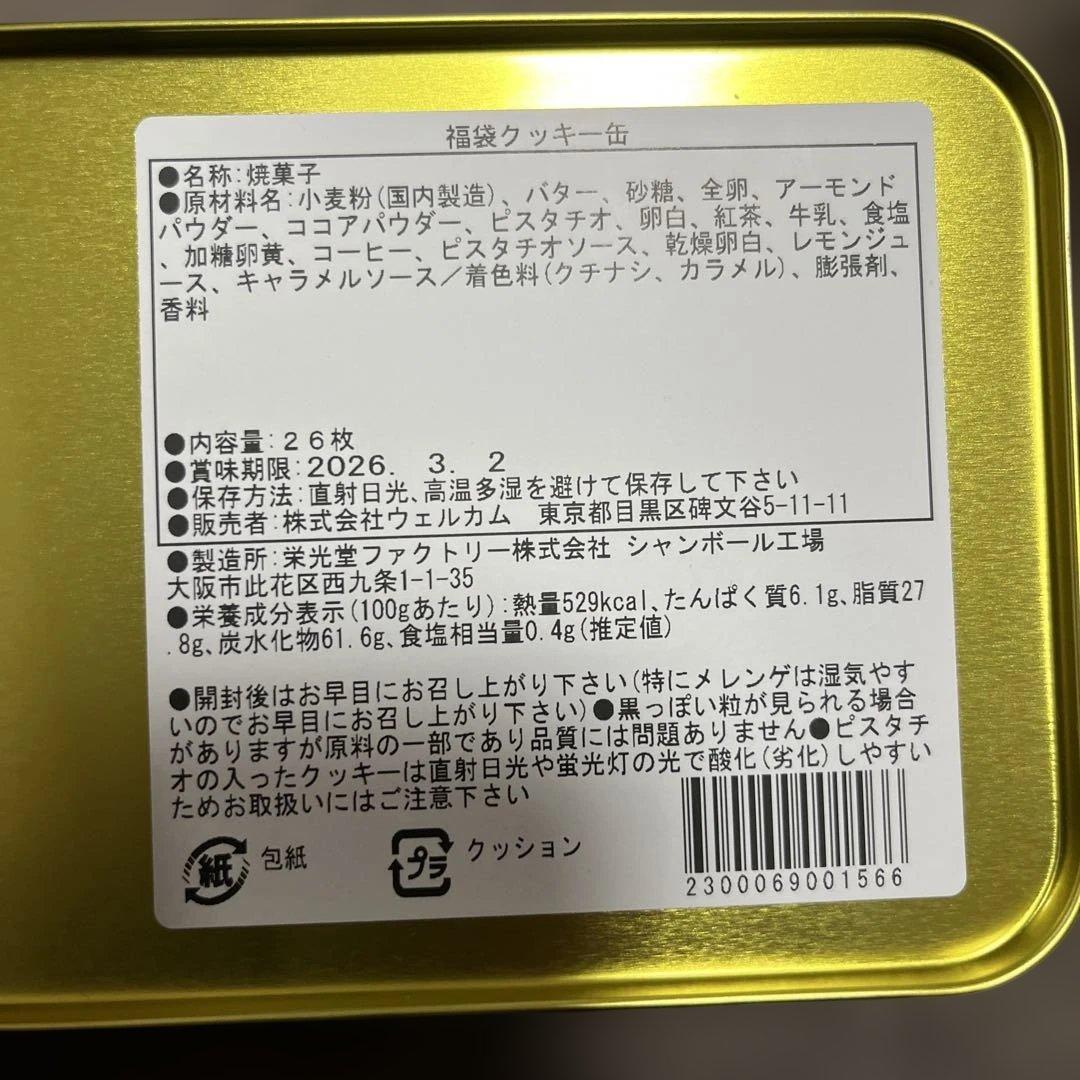 福袋クッキー缶
●名称:焼菓子
●原材料名:小麦粉(国内製造)、バター、砂糖、全卵、アーモンド
パウダー、ココアパウダー、ピスタチオ、卵白、紅茶、牛乳、食塩
、加糖卵黄、コーヒー、ピスタチオソース、乾燥卵白、レモンジュ
ース、キャラメルソース／着色料(クチナシ、カラメル)、膨張剤、
香料
●内容量:26枚
●賞味期限:2026. 3. 2
●保存方法:直射日光、高温多湿を避けて保存して下さい
●販売者:株式会社ウェルカム 東京都目黒区碑文谷5-11-11
●製造所:栄光堂ファクトリー株式会社 シャンボール工場
大阪市此花区西九条1-1-35
●栄養成分表示(100gあたり):熱量529kcal、たんぱく質6.1g、脂質27
.8g、炭水化物61.6g、食塩相当量0.4g(推定値)
●開封後はお早目にお召し上がり下さい(特にメレンゲは湿気やす
いのでお早目にお召し上がり下さい)●黒っぽい粒が見られる場合
がありますが原料の一部であり品質には問題ありません●ピスタチ
オの入ったクッキーは直射日光や蛍光灯の光で酸化(劣化)しやすい
ためお取扱いにはご注意下さい
紙 包紙
プラ クッション
2300069001566